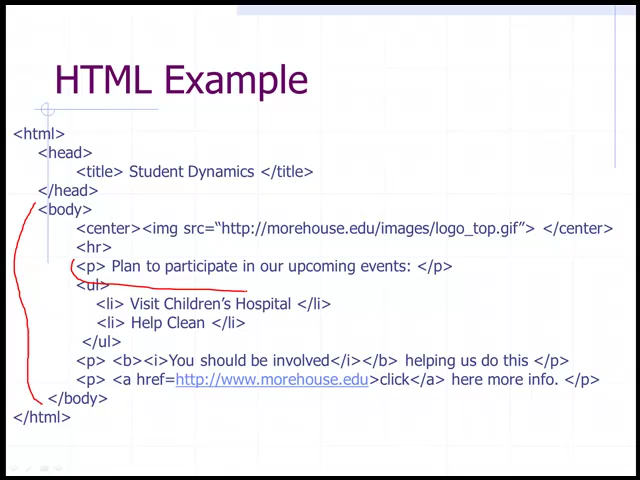 HTML Example
<html>
<head>
<title> Student Dynamics </title>
</head>
<body>
<center><img src=“http://morehouse.edu/images/logo_top.gif”> </center>
<hr>
<p> Plan to participate in our upcoming events: </p>
<ul>
<li> Visit Children’s Hospital </li>
<li> Help Clean </li>
</ul>
<p> <b><i>You should be involved</i></b> helping us do this </p>
<p> <a href=http://www.morehouse.edu>click</a> here more info. </p>
</body>
</html>